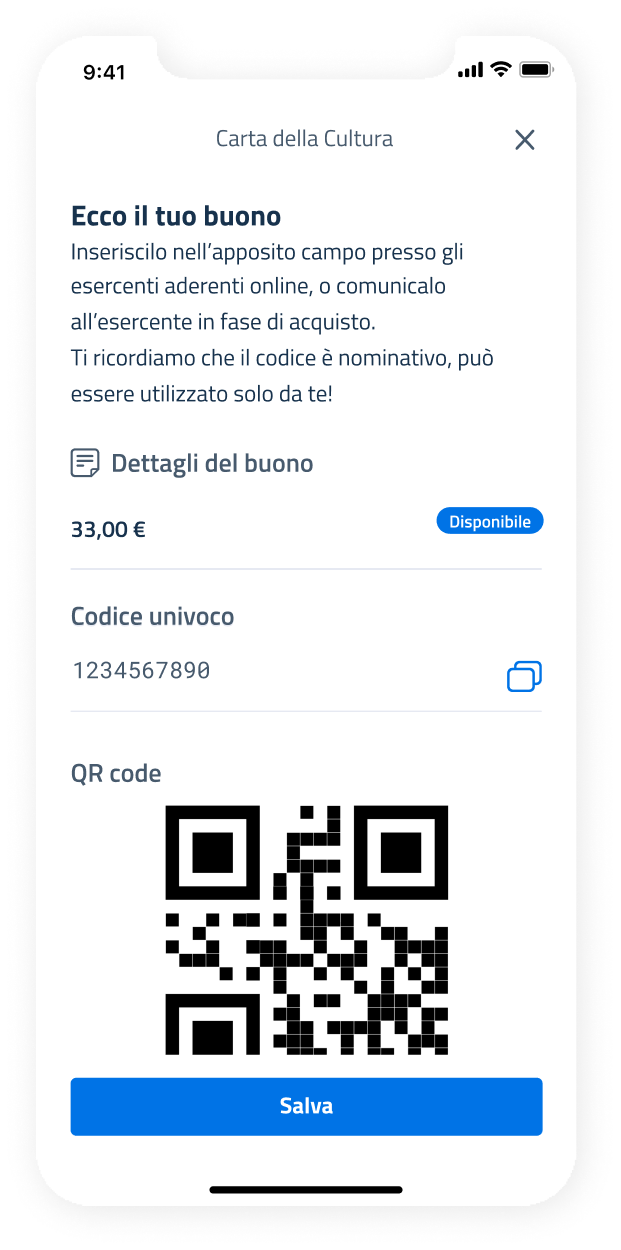 9:41
Carta della Cultura
Ecco il tuo buono
Inseriscilo nell’apposito campo presso gli
esercenti aderenti online, o comunicalo
all’esercente in fase di acquisto.
Ti ricordiamo che il codice è nominativo, può
essere utilizzato solo da te!
Dettagli del buono
33,00 €
Disponibile
Codice univoco
1234567890
QR code
Salva